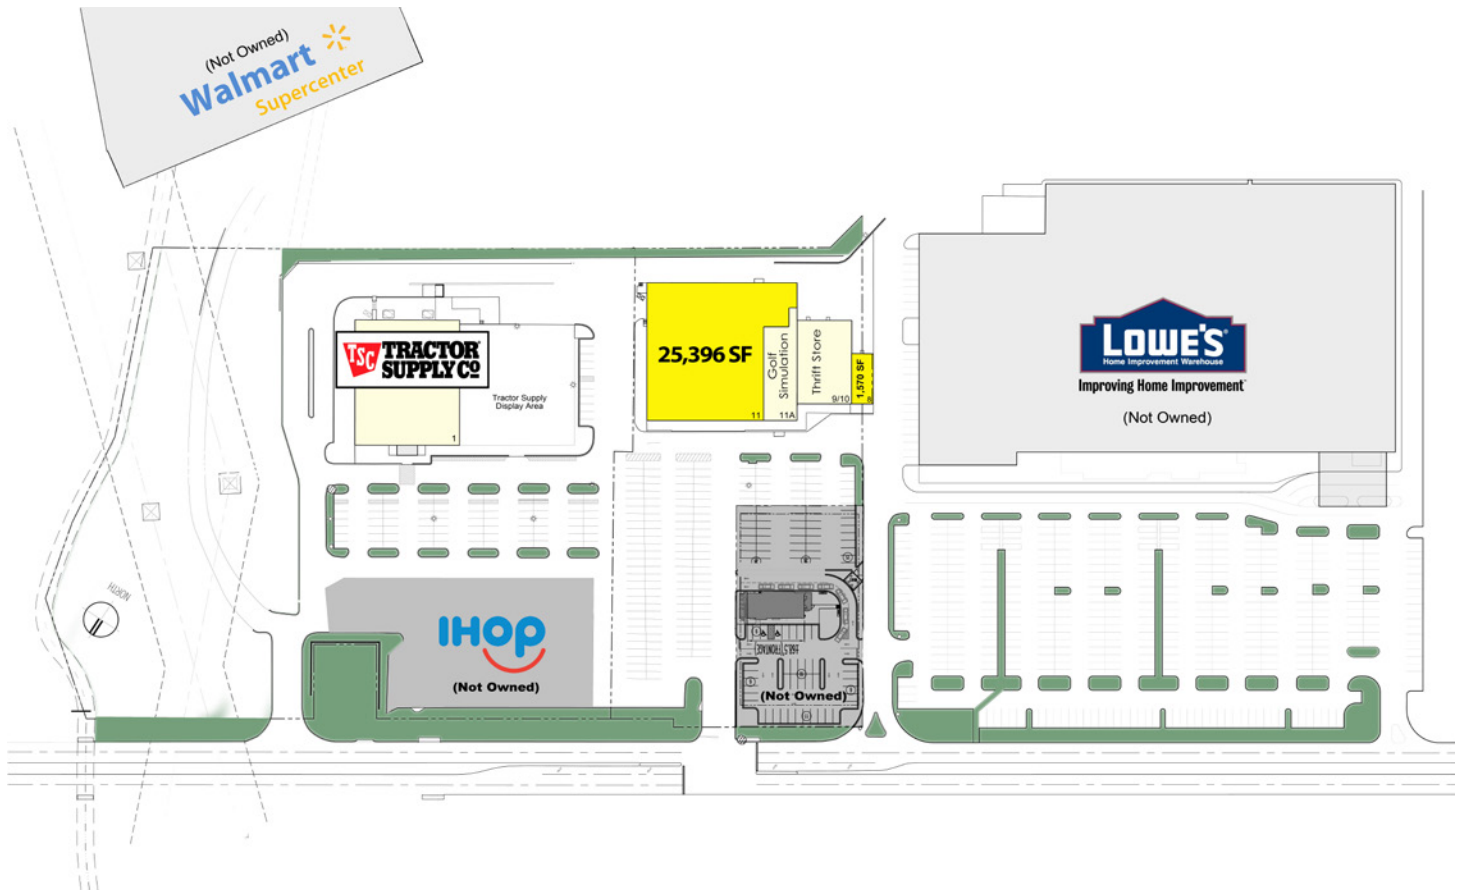 (Not Owned)
Walmart
Supercenter
TSC TRACTOR
SUPPLY CO
Tractor Supply
Display Area
1
25,396 SF
11
Golf
Simulation
11A
Thrift Store
9/10
1,570 SF
8
LOWE'S
Home Improvement Warehouse
Improving Home Improvement
(Not Owned)
NORTH
IHOP
(Not Owned)
(Not Owned)